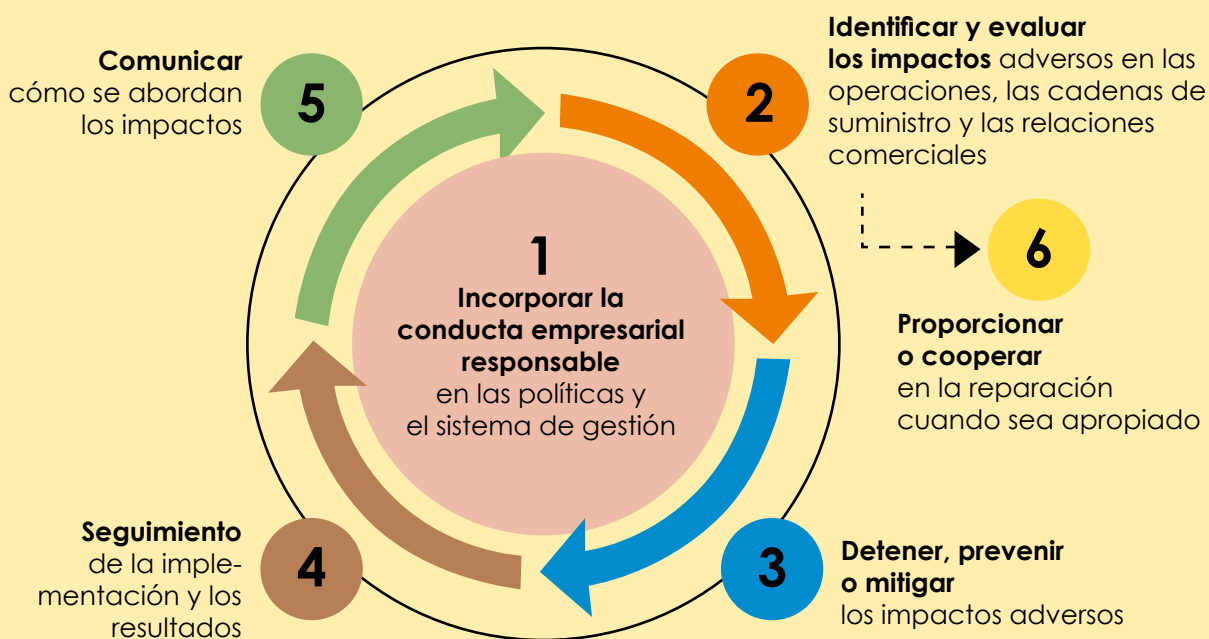 1
Incorporar la
conducta empresarial
responsable
en las políticas y
el sistema de gestión
2
Identificar y evaluar
los impactos adversos en las
operaciones, las cadenas de
suministro y las relaciones
comerciales
3
Detener, prevenir
o mitigar
los impactos adversos
4
Seguimiento
de la imple-
mentación y los
resultados
5
Comunicar
cómo se abordan
los impactos
6
Proporcionar
o cooperar
en la reparación
cuando sea apropiado